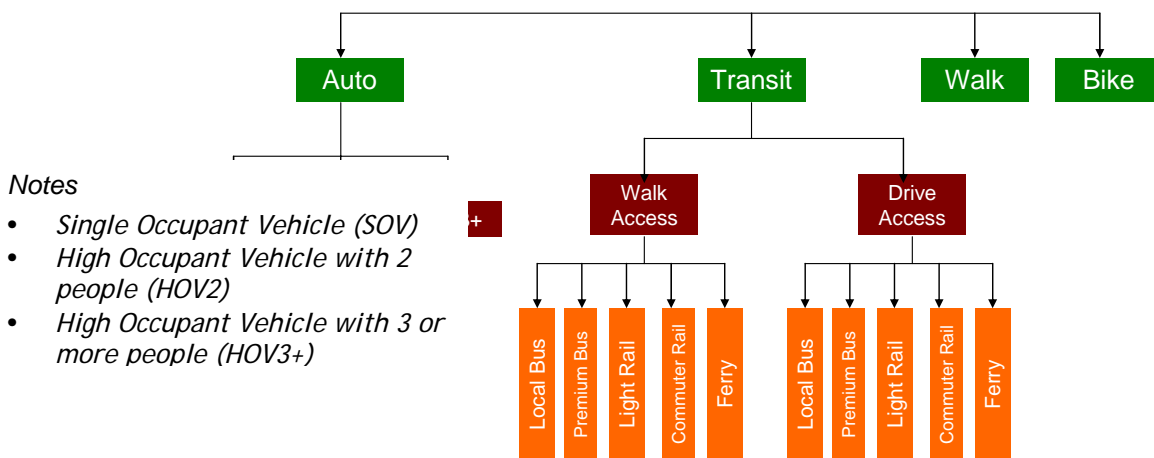 Auto
Transit
Walk
Bike
Notes
• Single Occupant Vehicle (SOV)
• High Occupant Vehicle with 2
people (HOV2)
• High Occupant Vehicle with 3 or
more people (HOV3+)
Walk
Access
Drive
Access
Local Bus
Premium Bus
Light Rail
Commuter Rail
Ferry
Local Bus
Premium Bus
Light Rail
Commuter Rail
Ferry